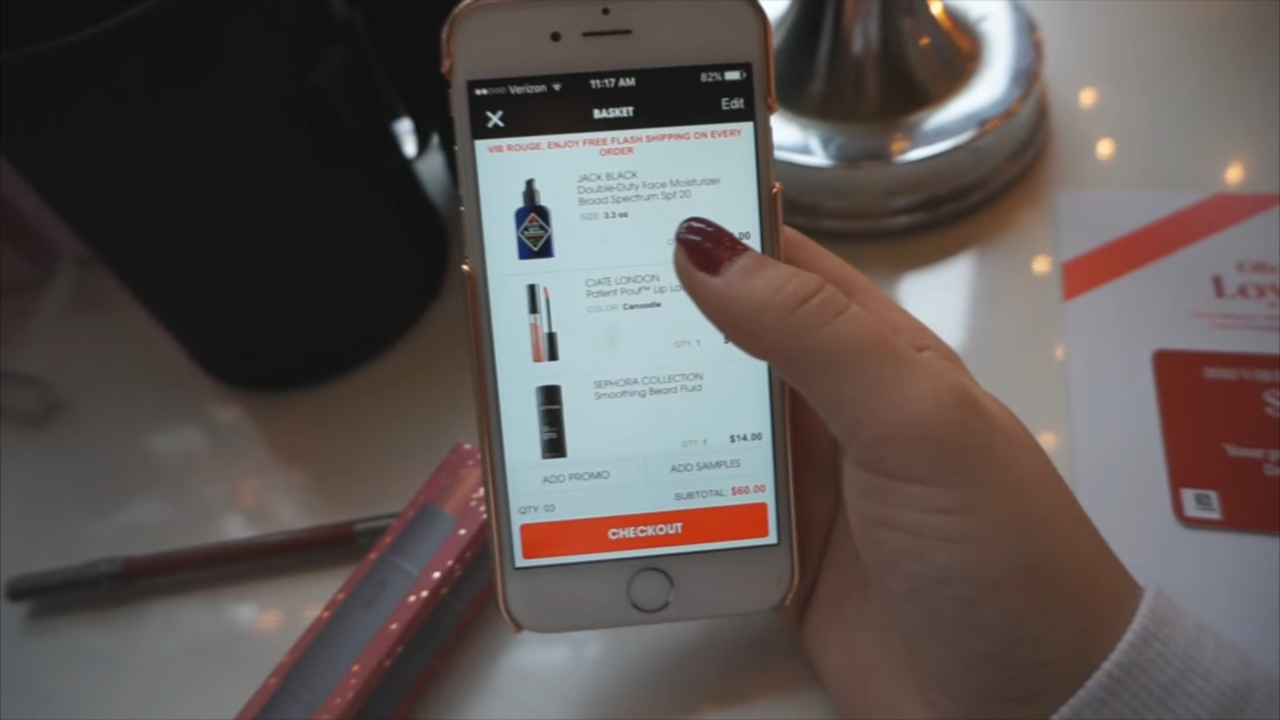 Verizon
11:17 AM
82%
BASKET
Edit
VIB ROUGE, ENJOY FREE FLASH SHIPPING ON EVERY
ORDER
JACK BLACK
Double-Duty Face Moisturizer
Broad Spectrum Spf 20
SIZE: 3.3 oz
.00
CIATE LONDON
Patent Pout™ Lip
COLOR: Canoodle
QTY: 1
SEPHORA COLLECTION
Smoothing Beard Fluid
QTY: 1 $14.00
ADD PROMO
ADD SAMPLES
QTY: 03
SUBTOTAL: $60.00
CHECKOUT